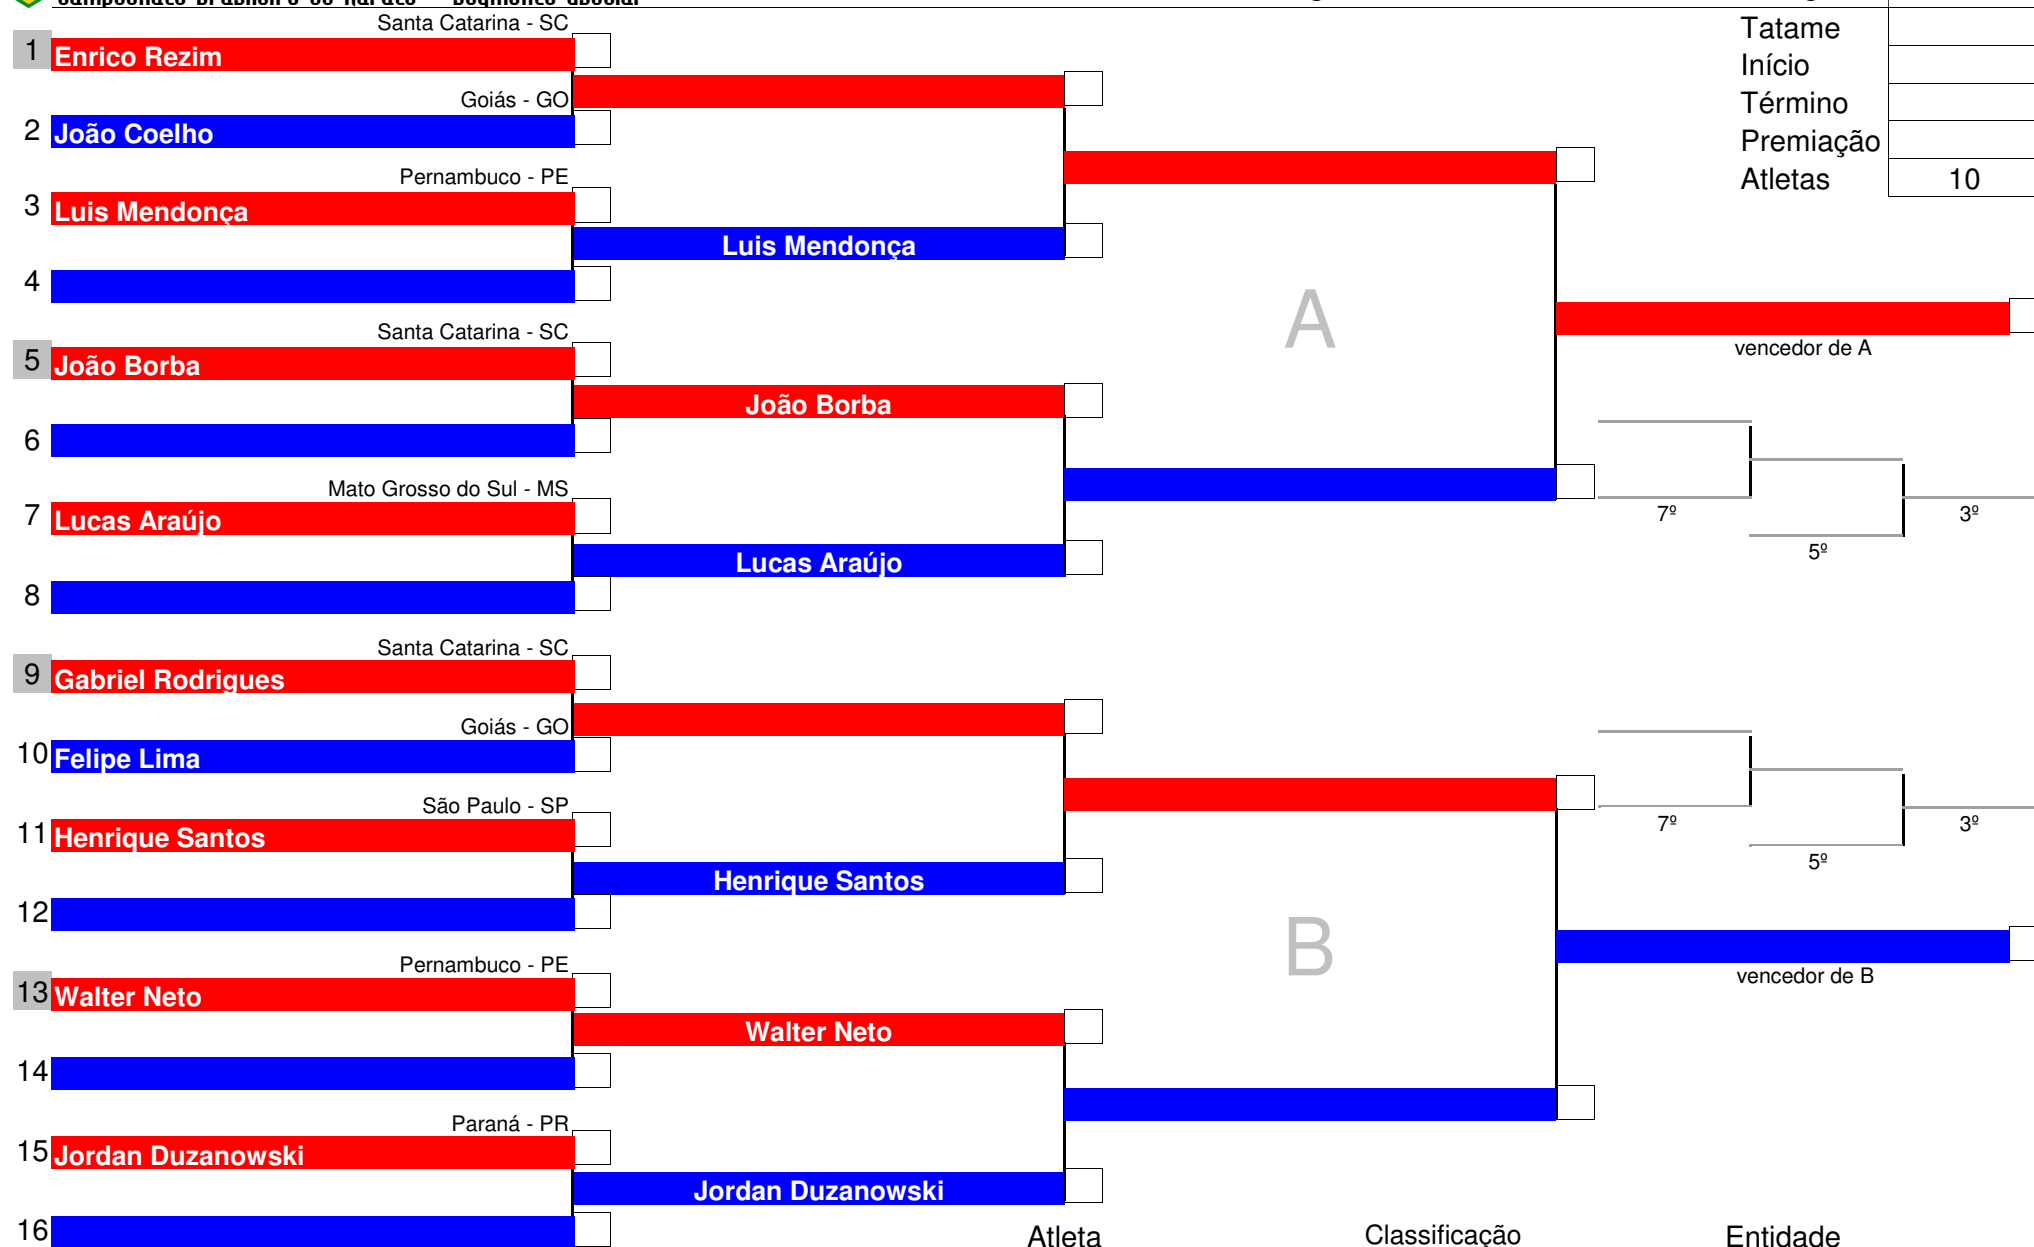 Santa Catarina - SC
1 Enrico Rezim
Goiás - GO
2 João Coelho
Pernambuco - PE
3 Luis Mendonça
Luis Mendonça
4
Santa Catarina - SC
5 João Borba
João Borba
6
Mato Grosso do Sul - MS
7 Lucas Araújo
Lucas Araújo
8
Santa Catarina - SC
9 Gabriel Rodrigues
Goiás - GO
10 Felipe Lima
São Paulo - SP
11 Henrique Santos
Henrique Santos
12
Pernambuco - PE
13 Walter Neto
Walter Neto
14
Paraná - PR
15 Jordan Duzanowski
Jordan Duzanowski
16
A
B
Tatame
Início
Término
Premiação
Atletas 10
vencedor de A
7º
5º
3º
7º
5º
3º
vencedor de B
Atleta Classificação Entidade